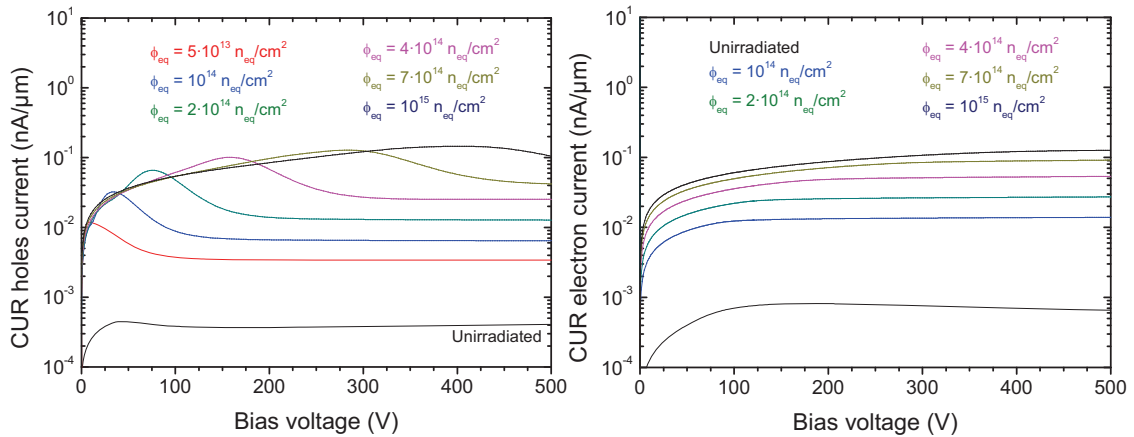 CUR holes current (nA/μm)
10¹
10⁰
10⁻¹
10⁻²
10⁻³
10⁻⁴
ϕeq = 5·10¹³ neq/cm²
ϕeq = 10¹⁴ neq/cm²
ϕeq = 2·10¹⁴ neq/cm²
ϕeq = 4·10¹⁴ neq/cm²
ϕeq = 7·10¹⁴ neq/cm²
ϕeq = 10¹⁵ neq/cm²
Unirradiated
0 100 200 300 400 500
Bias voltage (V)
CUR electron current (nA/μm)
10¹
10⁰
10⁻¹
10⁻²
10⁻³
10⁻⁴
Unirradiated
ϕeq = 10¹⁴ neq/cm²
ϕeq = 2·10¹⁴ neq/cm²
ϕeq = 4·10¹⁴ neq/cm²
ϕeq = 7·10¹⁴ neq/cm²
ϕeq = 10¹⁵ neq/cm²
0 100 200 300 400 500
Bias voltage (V)